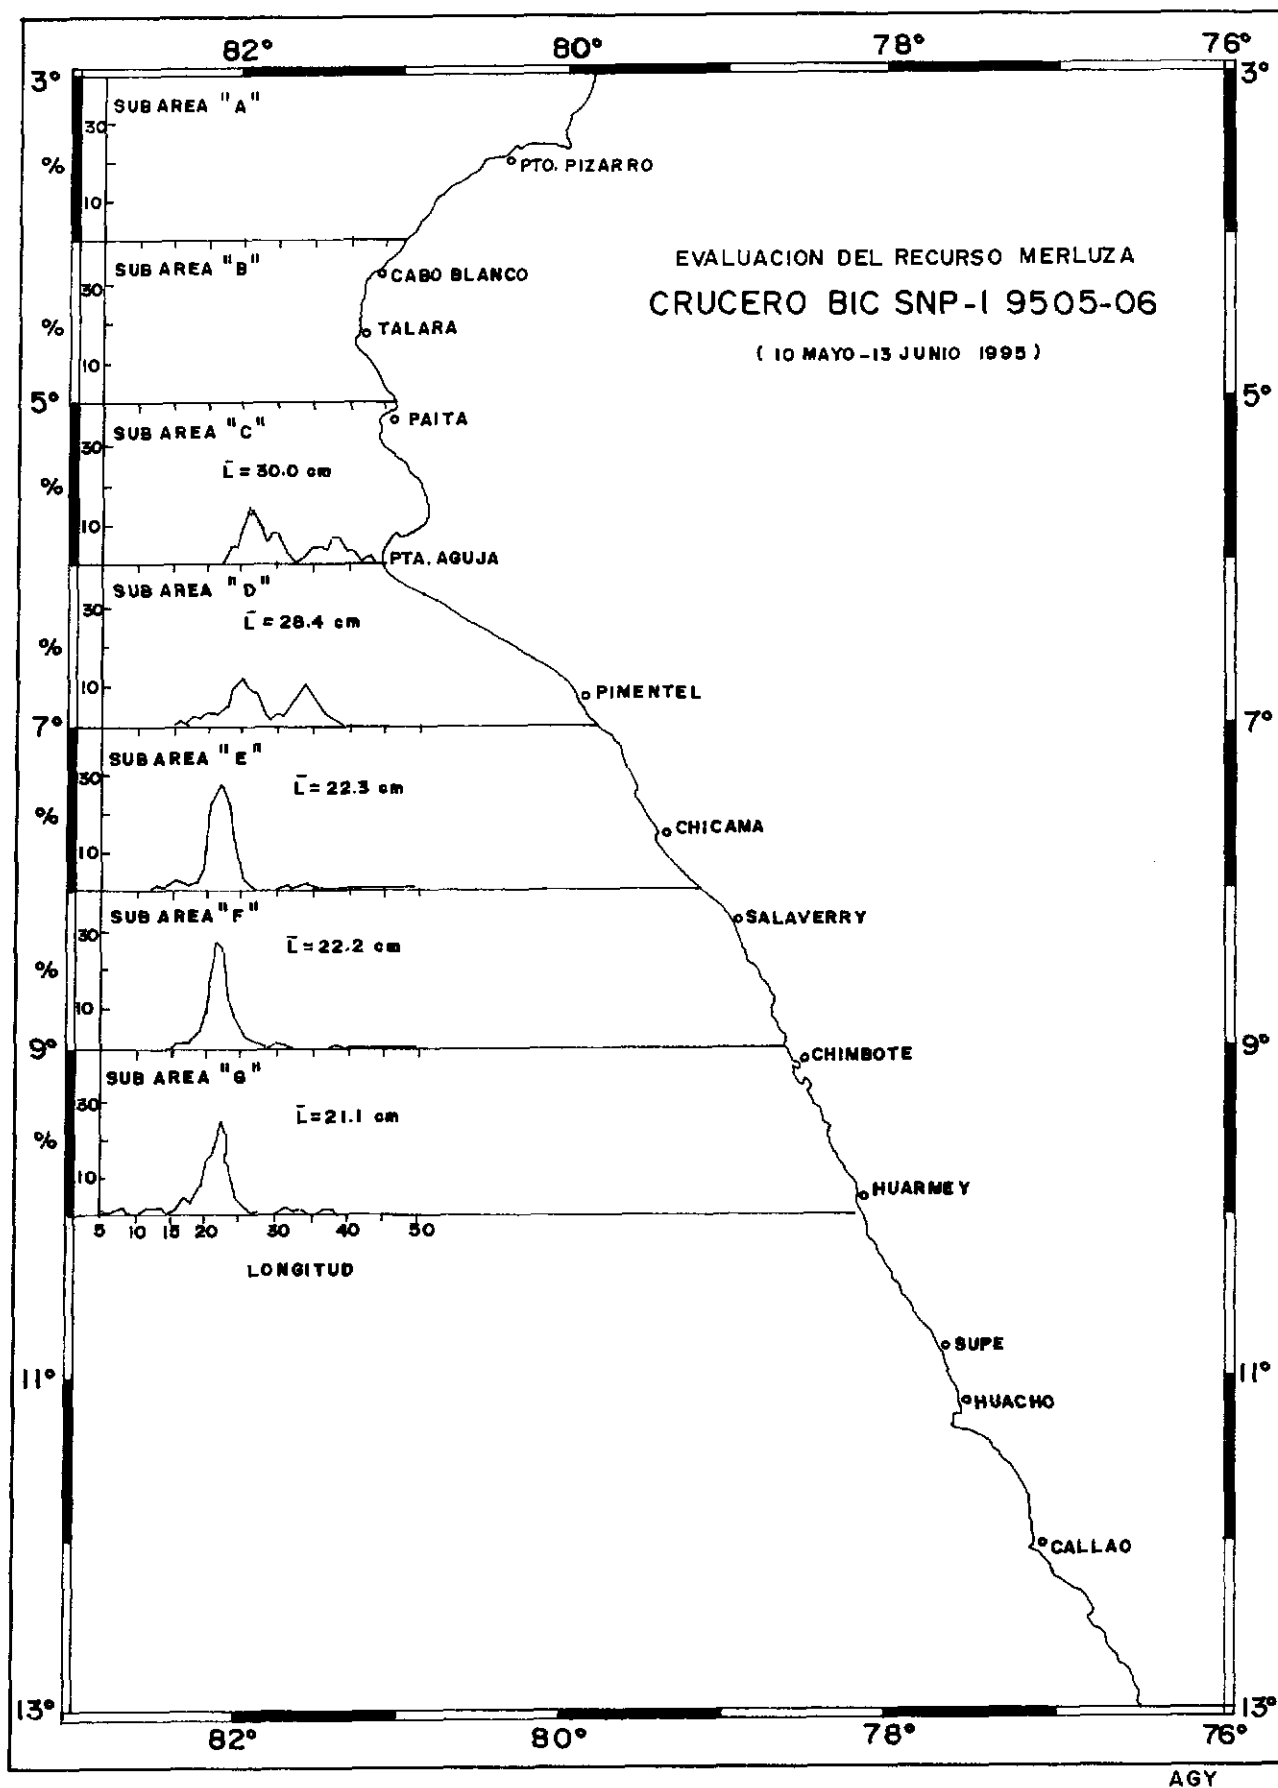 82° 80° 78° 76°
3° 3°
SUB AREA "A"
30
%
10
PTO. PIZARRO
SUB AREA "B"
30
%
10
CABO BLANCO
TALARA
EVALUACION DEL RECURSO MERLUZA
CRUCERO BIC SNP-I 9505-06
( 10 MAYO-13 JUNIO 1995 )
5° 5°
PAITA
SUB AREA "C"
30
L̄ = 30.0 cm
%
10
PTA. AGUJA
SUB AREA "D"
30
L̄ = 28.4 cm
%
10
PIMENTEL
7° 7°
SUB AREA "E"
30
L̄ = 22.3 cm
%
10
CHICAMA
SUB AREA "F"
30
L̄ = 22.2 cm
%
10
SALAVERRY
9° 9°
CHIMBOTE
SUB AREA "G"
30
L̄ = 21.1 cm
%
10
HUARMEY
5 10 15 20 30 40 50
LONGITUD
SUPE
11° 11°
HUACHO
CALLAO
13° 13°
82° 80° 78° 76°
AGY